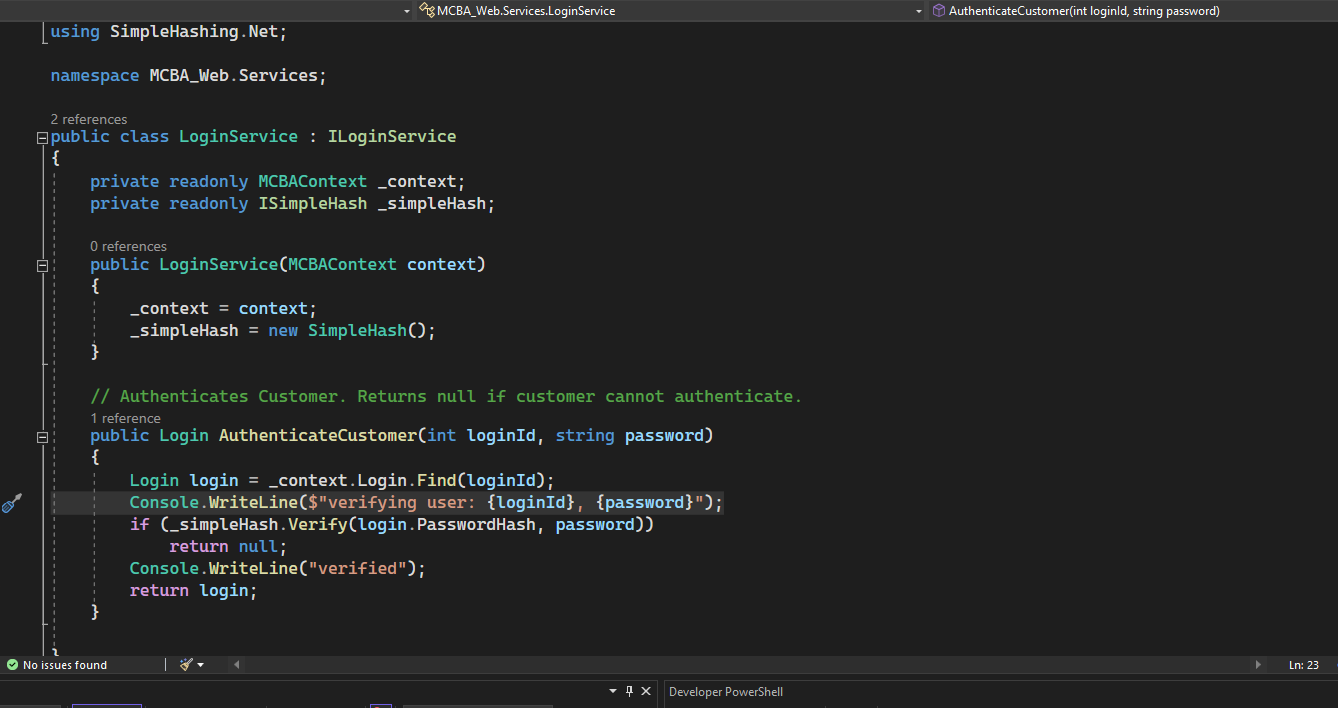 MCBA_Web.Services.LoginService
AuthenticateCustomer(int loginId, string password)
using SimpleHashing.Net;
namespace MCBA_Web.Services;
2 references
public class LoginService : ILoginService
{
private readonly MCBAContext _context;
private readonly ISimpleHash _simpleHash;
0 references
public LoginService(MCBAContext context)
{
_context = context;
_simpleHash = new SimpleHash();
}
// Authenticates Customer. Returns null if customer cannot authenticate.
1 reference
public Login AuthenticateCustomer(int loginId, string password)
{
Login login = _context.Login.Find(loginId);
Console.WriteLine($"verifying user: {loginId}, {password}");
if (_simpleHash.Verify(login.PasswordHash, password))
return null;
Console.WriteLine("verified");
return login;
}
}
No issues found
Ln: 23
Developer PowerShell